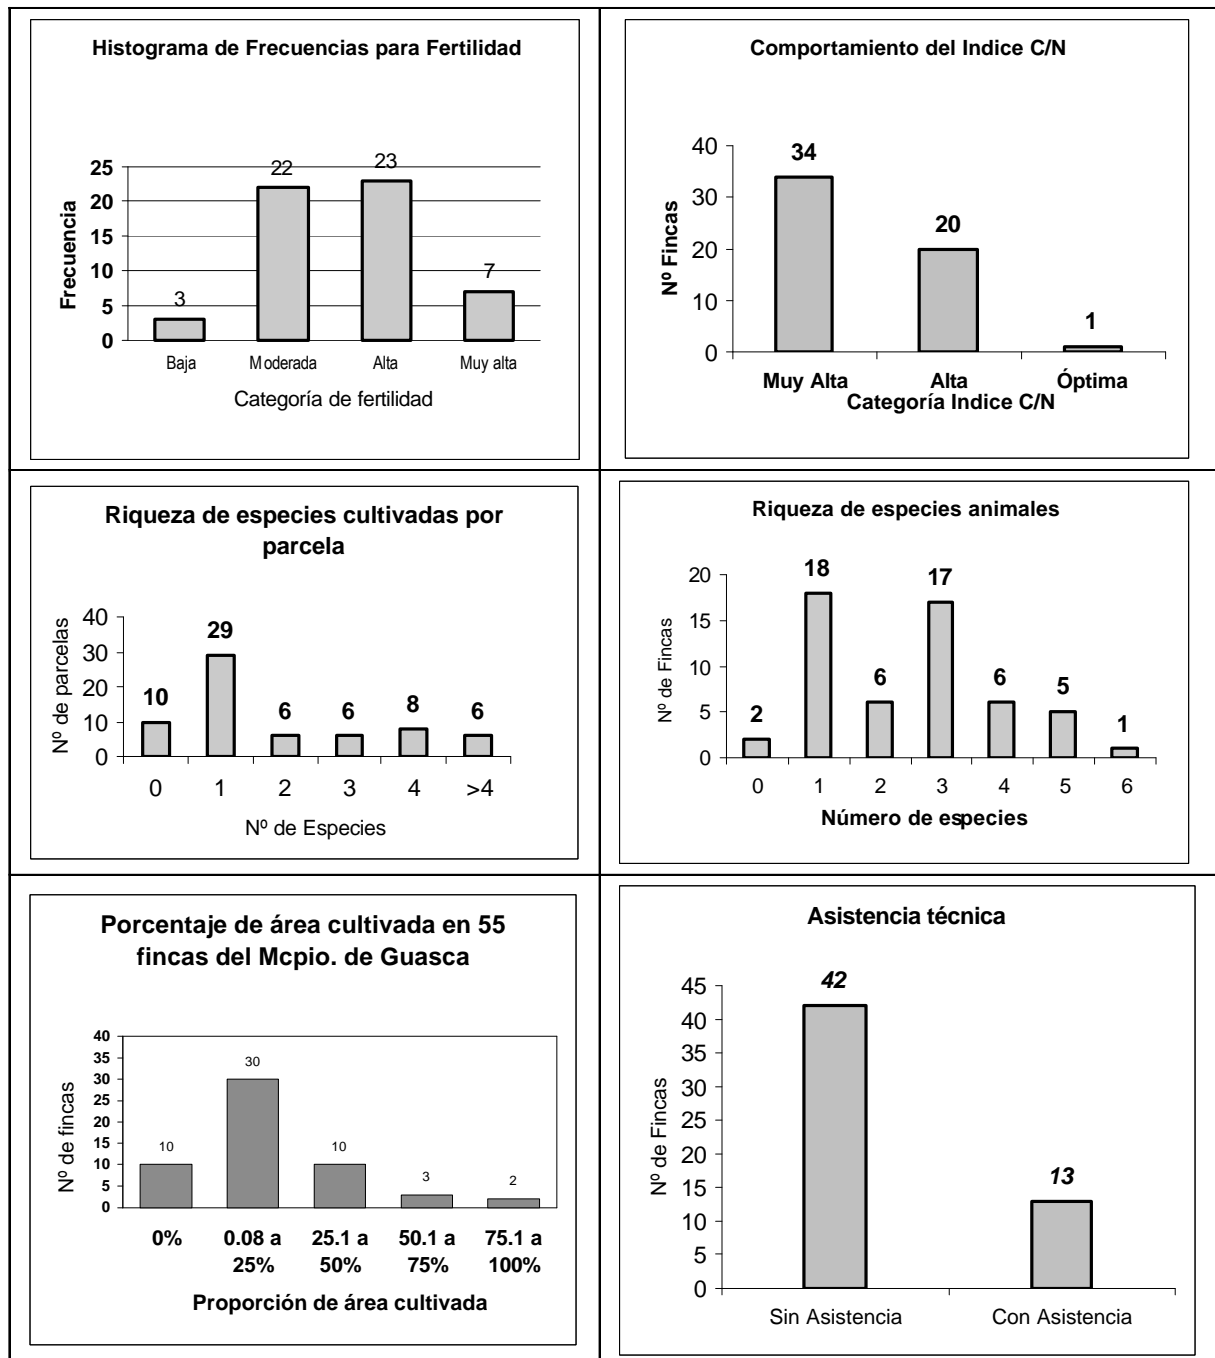 Histograma de Frecuencias para Fertilidad
25
20
15
10
5
0
Frecuencia
3
22
23
7
Baja
Moderada
Alta
Muy alta
Categoría de fertilidad
Comportamiento del Indice C/N
40
30
20
10
0
Nº Fincas
34
20
1
Muy Alta
Alta
Óptima
Categoría Indice C/N
Riqueza de especies cultivadas por
parcela
40
30
20
10
0
Nº de parcelas
10
29
6
6
8
6
0
1
2
3
4
>4
Nº de Especies
Riqueza de especies animales
20
15
10
5
0
Nº de Fincas
2
18
6
17
6
5
1
0
1
2
3
4
5
6
Número de especies
Porcentaje de área cultivada en 55
fincas del Mcpio. de Guasca
40
35
30
25
20
15
10
5
0
Nº de fincas
10
30
10
3
2
0%
0.08 a
25%
25.1 a
50%
50.1 a
75%
75.1 a
100%
Proporción de área cultivada
Asistencia técnica
45
40
35
30
25
20
15
10
5
0
Nº de Fincas
42
13
Sin Asistencia
Con Asistencia